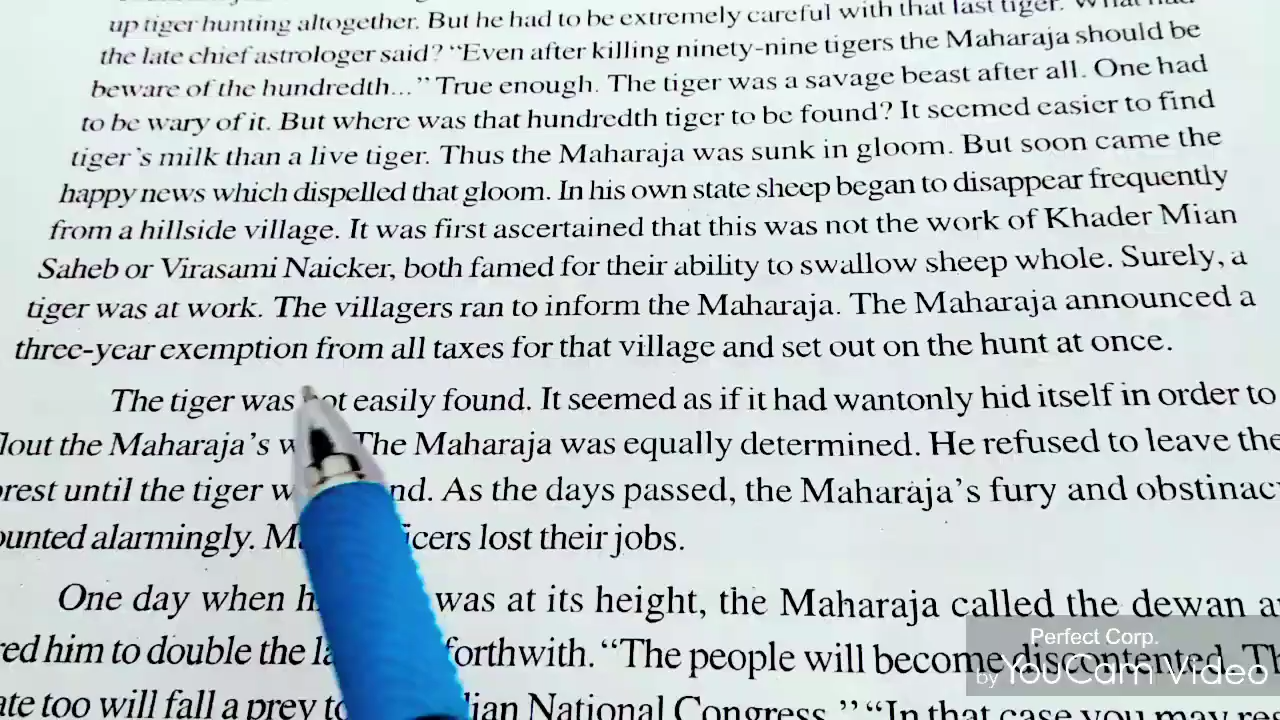 up tiger hunting altogether. But he had to be extremely careful with that last tiger. What had
the late chief astrologer said? “Even after killing ninety-nine tigers the Maharaja should be
beware of the hundredth...” True enough. The tiger was a savage beast after all. One had
to be wary of it. But where was that hundredth tiger to be found? It seemed easier to find
tiger's milk than a live tiger. Thus the Maharaja was sunk in gloom. But soon came the
happy news which dispelled that gloom. In his own state sheep began to disappear frequently
from a hillside village. It was first ascertained that this was not the work of Khader Mian
Saheb or Virasami Naicker, both famed for their ability to swallow sheep whole. Surely, a
tiger was at work. The villagers ran to inform the Maharaja. The Maharaja announced a
three-year exemption from all taxes for that village and set out on the hunt at once.
The tiger was not easily found. It seemed as if it had wantonly hid itself in order to
flout the Maharaja's The Maharaja was equally determined. He refused to leave the
until the tiger As the days passed, the Maharaja's fury and obstinac
alarmingly. lost their jobs.
One day when was at its height, the Maharaja called the dewan
him to double the forthwith. “The people will become discontented.
too will fall a prey National Congress.” “In that case you may
Perfect Corp.
by YouCam Video